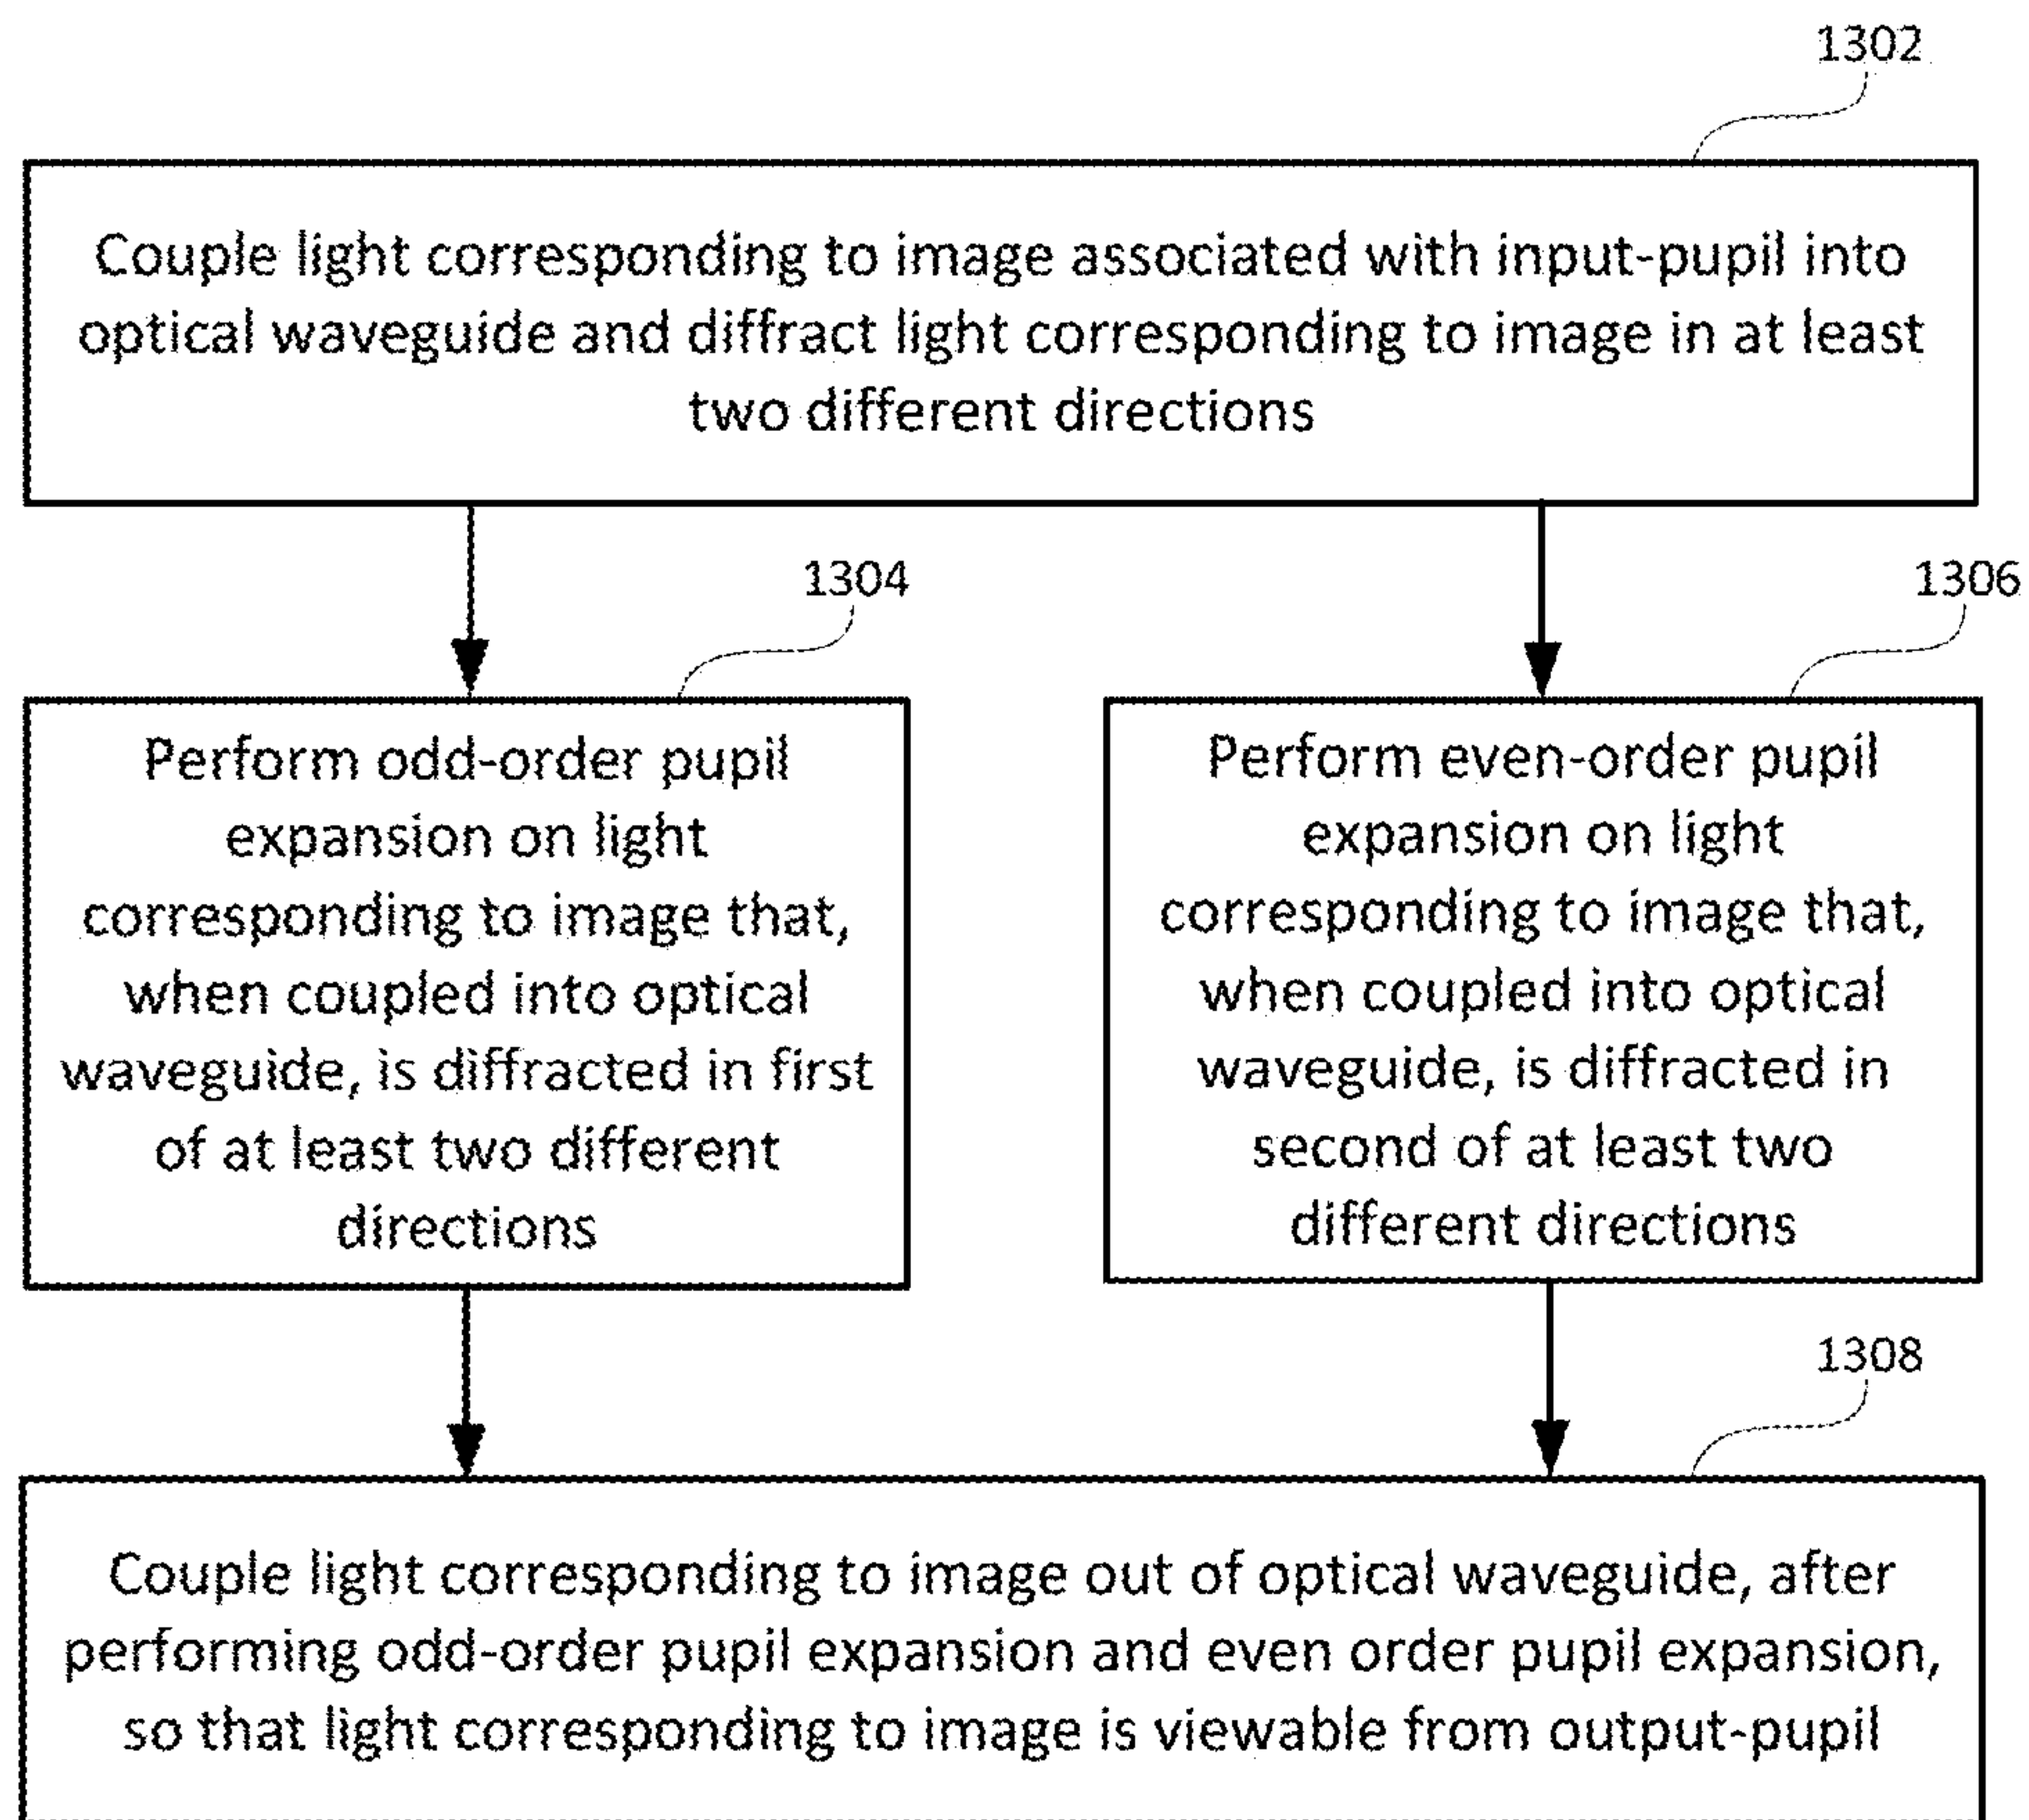 1302
Couple light corresponding to image associated with input-pupil into
optical waveguide and diffract light corresponding to image in at least
two different directions
1304
Perform odd-order pupil
expansion on light
corresponding to image that,
when coupled into optical
waveguide, is diffracted in first
of at least two different
directions
1306
Perform even-order pupil
expansion on light
corresponding to image that,
when coupled into optical
waveguide, is diffracted in
second of at least two
different directions
1308
Couple light corresponding to image out of optical waveguide, after
performing odd-order pupil expansion and even order pupil expansion,
so that light corresponding to image is viewable from output-pupil